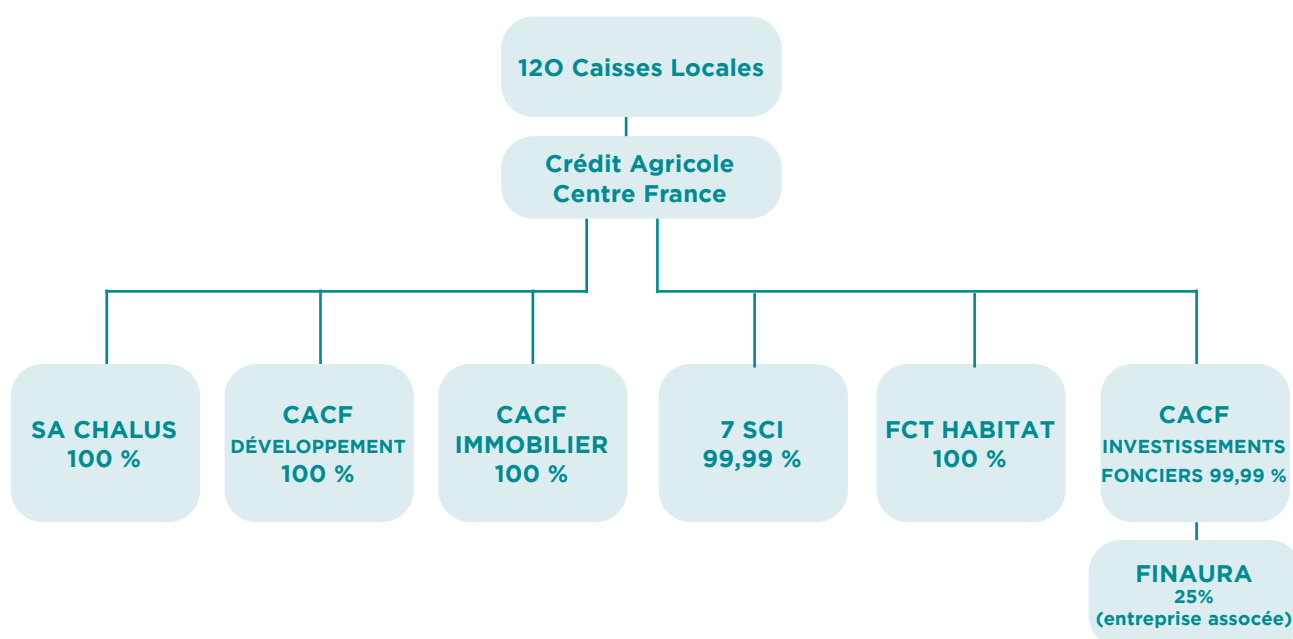 12O Caisses Locales
Crédit Agricole
Centre France
SA CHALUS
100 %
CACF
DÉVELOPPEMENT
100 %
CACF
IMMOBILIER
100 %
7 SCI
99,99 %
FCT HABITAT
100 %
CACF
INVESTISSEMENTS
FONCIERS 99,99 %
FINAURA
25%
(entreprise assocée)